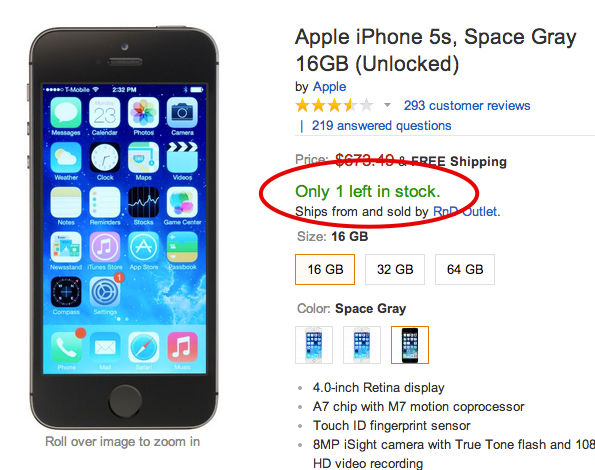 Apple iPhone 5s, Space Gray
16GB (Unlocked)
by Apple
293 customer reviews
| 219 answered questions
Price: $673.49 & FREE Shipping
Only 1 left in stock.
Ships from and sold by RnD Outlet.
Size: 16 GB
16 GB 32 GB 64 GB
Color: Space Gray
4.0-inch Retina display
A7 chip with M7 motion coprocessor
Touch ID fingerprint sensor
8MP iSight camera with True Tone flash and 108
HD video recording
T-Mobile 2:32 PM
Monday
23
Messages Calendar Photos Camera
Weather Clock Maps Videos
Notes Reminders Stocks Game Center
Newsstand iTunes Store App Store Passbook
1
Compass Settings
Phone Mail Safari Music
Roll over image to zoom in